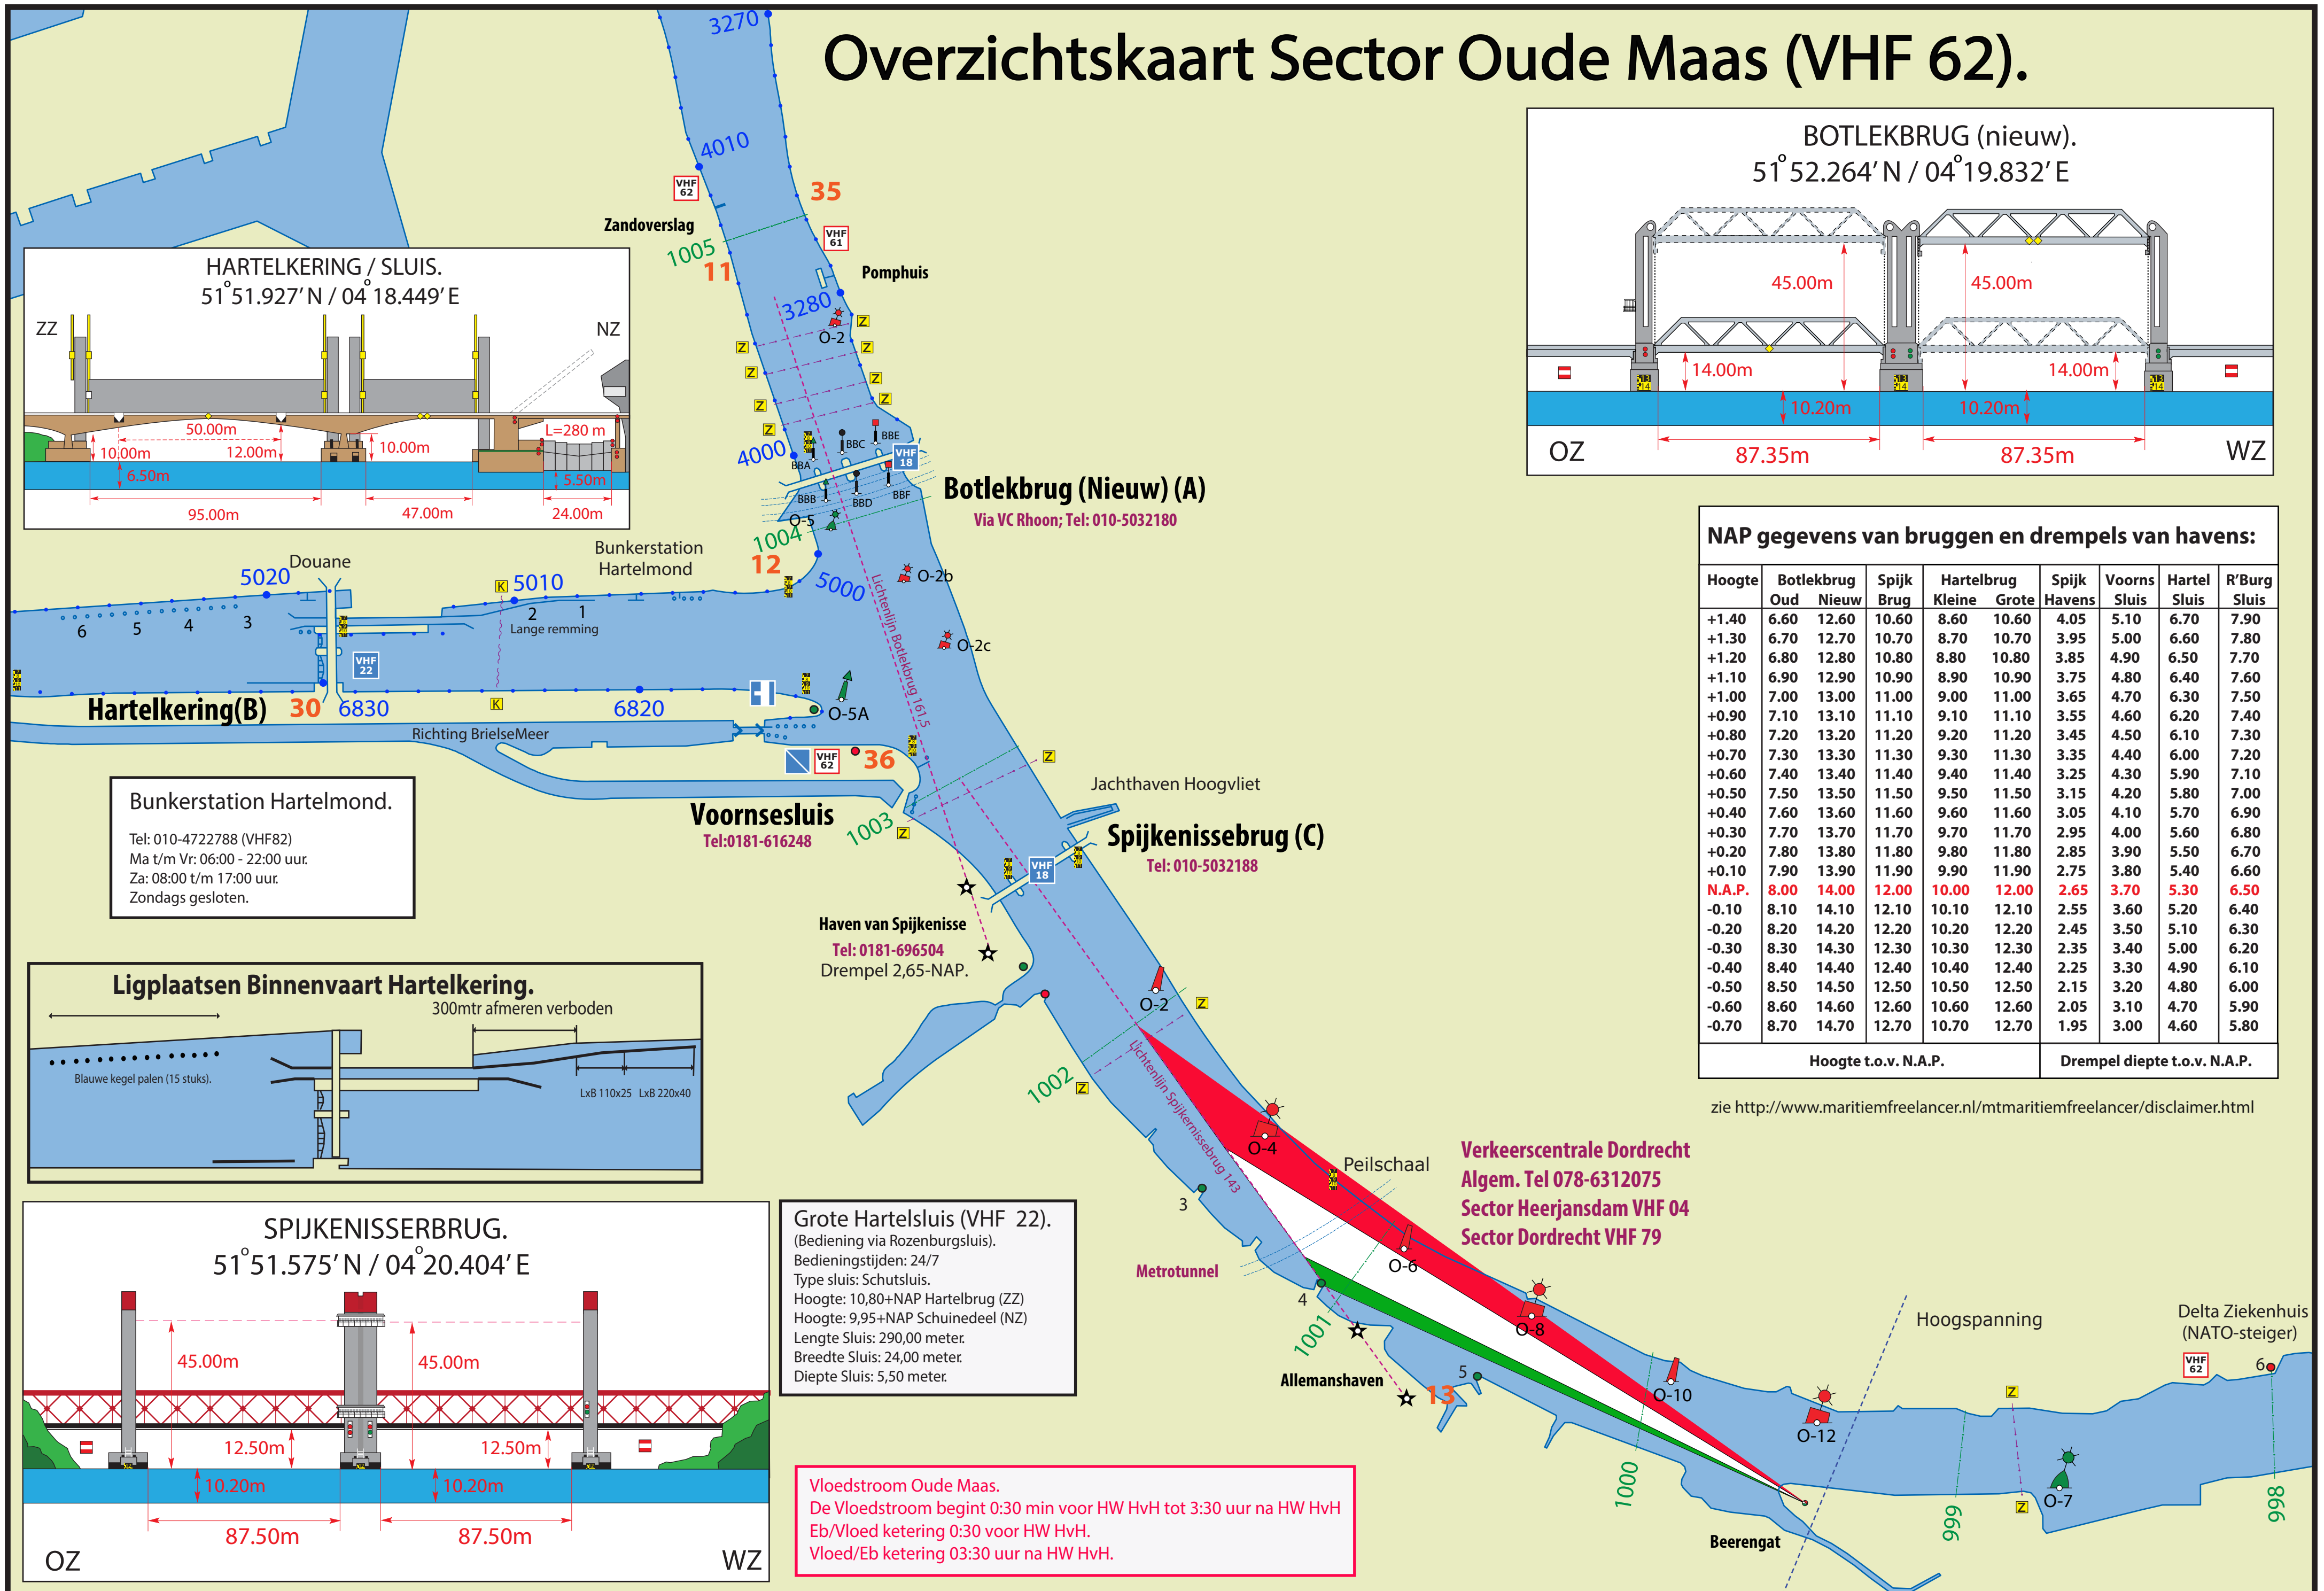 Overzichtskaart Sector Oude Maas (VHF 62).
3270
4010
VHF
62
35
Zandoverslag
1005
11
VHF
61
Pomphuis
3280
O-2
Z
Z
Z
Z
Z
Z
Z
Z
4000
BBA
BBC
BBE
VHF
18
BBB
BBD
BBF
O-5
1004
12
5000
Botlekbrug (Nieuw) (A)
Via VC Rhoon; Tel: 010-5032180
O-2b
O-2c
Lichtenlijn Botlekbrug 161,5
HARTELKERING / SLUIS.
51°51.927' N / 04°18.449' E
ZZ
NZ
50.00m
L=280 m
10.00m
12.00m
10.00m
6.50m
5.50m
95.00m
47.00m
24.00m
BOTLEKBRUG (nieuw).
51°52.264' N / 04°19.832' E
45.00m
45.00m
14.00m
14.00m
13
14
13
14
13
14
10.20m
10.20m
OZ
87.35m
87.35m
WZ
Douane
Bunkerstation
Hartelmond
5020
K
5010
6
5
4
3
2
1
Lange remming
VHF
22
Hartelkering(B)
30
6830
K
6820
O-5A
Richting BrielseMeer
VHF
62
36
Voornsesluis
Tel:0181-616248
1003
Z
Z
Jachthaven Hoogvliet
Spijkenissebrug (C)
Tel: 010-5032188
VHF
18
Haven van Spijkenisse
Tel: 0181-696504
Drempel 2,65-NAP.
Bunkerstation Hartelmond.
Tel: 010-4722788 (VHF82)
Ma t/m Vr: 06:00 - 22:00 uur.
Za: 08:00 t/m 17:00 uur.
Zondags gesloten.
NAP gegevens van bruggen en drempels van havens:
Hoogte Botlekbrug Spijk Hartelbrug Spijk Voorns Hartel R'Burg
Oud Nieuw Brug Kleine Grote Havens Sluis Sluis Sluis
+1.40 6.60 12.60 10.60 8.60 10.60 4.05 5.10 6.70 7.90
+1.30 6.70 12.70 10.70 8.70 10.70 3.95 5.00 6.60 7.80
+1.20 6.80 12.80 10.80 8.80 10.80 3.85 4.90 6.50 7.70
+1.10 6.90 12.90 10.90 8.90 10.90 3.75 4.80 6.40 7.60
+1.00 7.00 13.00 11.00 9.00 11.00 3.65 4.70 6.30 7.50
+0.90 7.10 13.10 11.10 9.10 11.10 3.55 4.60 6.20 7.40
+0.80 7.20 13.20 11.20 9.20 11.20 3.45 4.50 6.10 7.30
+0.70 7.30 13.30 11.30 9.30 11.30 3.35 4.40 6.00 7.20
+0.60 7.40 13.40 11.40 9.40 11.40 3.25 4.30 5.90 7.10
+0.50 7.50 13.50 11.50 9.50 11.50 3.15 4.20 5.80 7.00
+0.40 7.60 13.60 11.60 9.60 11.60 3.05 4.10 5.70 6.90
+0.30 7.70 13.70 11.70 9.70 11.70 2.95 4.00 5.60 6.80
+0.20 7.80 13.80 11.80 9.80 11.80 2.85 3.90 5.50 6.70
+0.10 7.90 13.90 11.90 9.90 11.90 2.75 3.80 5.40 6.60
N.A.P. 8.00 14.00 12.00 10.00 12.00 2.65 3.70 5.30 6.50
-0.10 8.10 14.10 12.10 10.10 12.10 2.55 3.60 5.20 6.40
-0.20 8.20 14.20 12.20 10.20 12.20 2.45 3.50 5.10 6.30
-0.30 8.30 14.30 12.30 10.30 12.30 2.35 3.40 5.00 6.20
-0.40 8.40 14.40 12.40 10.40 12.40 2.25 3.30 4.90 6.10
-0.50 8.50 14.50 12.50 10.50 12.50 2.15 3.20 4.80 6.00
-0.60 8.60 14.60 12.60 10.60 12.60 2.05 3.10 4.70 5.90
-0.70 8.70 14.70 12.70 10.70 12.70 1.95 3.00 4.60 5.80
Hoogte t.o.v. N.A.P. Drempel diepte t.o.v. N.A.P.
zie http://www.maritiemfreelancer.nl/mtmaritiemfreelancer/disclaimer.html
Ligplaatsen Binnenvaart Hartelkering.
300mtr afmeren verboden
Blauwe kegel palen (15 stuks).
LxB 110x25 LxB 220x40
O-2
Z
1002
Z
Lichtenlijn Spijkernissebrug 143
O-4
Peilschaal
3
O-6
Metrotunnel
4
1001
O-8
Verkeerscentrale Dordrecht
Algem. Tel 078-6312075
Sector Heerjansdam VHF 04
Sector Dordrecht VHF 79
Allemanshaven
13
5
O-10
1000
O-12
Hoogspanning
Delta Ziekenhuis
(NATO-steiger)
VHF
62
6
Z
O-7
Z
999
998
Beerengat
SPIJKENISSERBRUG.
51°51.575' N / 04°20.404' E
45.00m
45.00m
12.50m
12.50m
10.20m
10.20m
87.50m
87.50m
OZ
WZ
Grote Hartelsluis (VHF 22).
(Bediening via Rozenburgsluis).
Bedieningstijden: 24/7
Type sluis: Schutsluis.
Hoogte: 10,80+NAP Hartelbrug (ZZ)
Hoogte: 9,95+NAP Schuinedeel (NZ)
Lengte Sluis: 290,00 meter.
Breedte Sluis: 24,00 meter.
Diepte Sluis: 5,50 meter.
Vloedstroom Oude Maas.
De Vloedstroom begint 0:30 min voor HW HvH tot 3:30 uur na HW HvH
Eb/Vloed ketering 0:30 voor HW HvH.
Vloed/Eb ketering 03:30 uur na HW HvH.